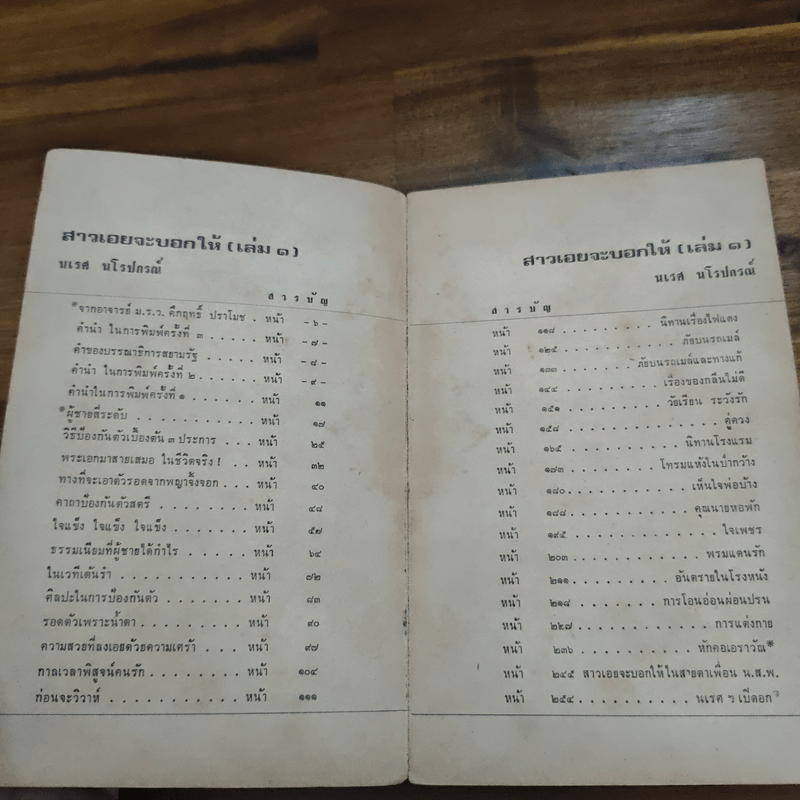 สาวเอยจะบอกให้ (เล่ม ๑)
นเรศ นโรปกรณ์
สารบัญ
*จากอาจารย์ ม.ร.ว. คึกฤทธิ์ ปราโมช . หน้า -๖-
คำนำ ในการพิมพ์ครั้งที่ ๓ . . . . . หน้า -๗-
คำของบรรณาธิการสยามรัฐ . . . . . . หน้า -๘-
คำนำ ในการพิมพ์ครั้งที่ ๒ . . . . . หน้า -๙-
คำนำในการพิมพ์ครั้งที่ ๑ . . . . . . . หน้า ๑๑
*ผู้ชายสี่ระดับ . . . . . . . . . . . หน้า ๑๗
วิธีป้องกันตัวเบื้องต้น ๓ ประการ . . . . หน้า ๒๕
พระเอกมาสายเสมอ ในชีวิตจริง ! . . หน้า ๓๒
ทางที่จะเอาตัวรอดจากพญาจิ้งจอก . . . หน้า ๔๐
คาถาป้องกันตัวสตรี . . . . . . . . . หน้า ๔๘
ใจแข็ง ใจแข็ง ใจแข็ง . . . . . . . . หน้า ๕๗
ธรรมเนียมที่ผู้ชายได้กำไร . . . . . . หน้า ๖๔
ในเวทีเต้นรำ . . . . . . . . . . . . หน้า ๗๒
ศิลปะในการป้องกันตัว . . . . . . . . หน้า ๘๓
รอดตัวเพราะน้ำตา . . . . . . . . . . หน้า ๙๐
ความสวยที่ลงเอยด้วยความเศร้า . . . . . หน้า ๙๗
กาลเวลาพิสูจน์คนรัก . . . . . . . . . หน้า ๑๐๔
ก่อนจะวิวาห์ . . . . . . . . . . . . หน้า ๑๑๑
สาวเอยจะบอกให้ (เล่ม ๑)
นเรศ นโรปกรณ์
สารบัญ
หน้า ๑๑๘ . . . . . . . . . . นิทานเรื่องไฟแดง
หน้า ๑๒๕ . . . . . . . . . . . . ภัยบนรถเมล์
หน้า ๑๓๓ . . . . . . . ภัยบนรถเมล์และทางแก้
หน้า ๑๔๔ . . . . . . . . . . เรื่องของกลิ่นไม่ดี
หน้า ๑๕๑ . . . . . . . . . . วัยเรียน ระวังรัก
หน้า ๑๕๘ . . . . . . . . . . . . . . . คู่ควง
หน้า ๑๖๕ . . . . . . . . . . . . นิทานโรงแรม
หน้า ๑๗๓ . . . . . . . . . โทรมแห้งในป่ากว้าง
หน้า ๑๘๐ . . . . . . . . . . . . เห็นใจพ่อบ้าง
หน้า ๑๘๘ . . . . . . . . . . . . คุณนายหอพัก
หน้า ๑๙๕ . . . . . . . . . . . . . . . ใจเพชร
หน้า ๒๐๓ . . . . . . . . . . . . . พรมแดนรัก
หน้า ๒๑๑ . . . . . . . . . . อันตรายในโรงหนัง
หน้า ๒๑๘ . . . . . . . . . การโอนอ่อนผ่อนปรน
หน้า ๒๒๗ . . . . . . . . . . . . . การแต่งกาย
หน้า ๒๓๖ . . . . . . . . . . . . หักคอเอราวัณ*
หน้า ๒๔๕ สาวเอยจะบอกให้ในสายตาเพื่อน น.ส.พ.
หน้า ๒๕๔ . . . . . . . . . . นเรศ ฯ เปิดอก